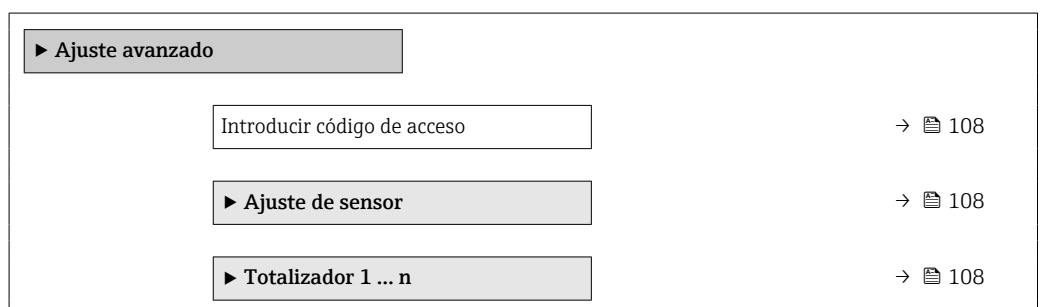 ▶ Ajuste avanzado
Introducir código de acceso → 108
▶ Ajuste de sensor → 108
▶ Totalizador 1 … n → 108